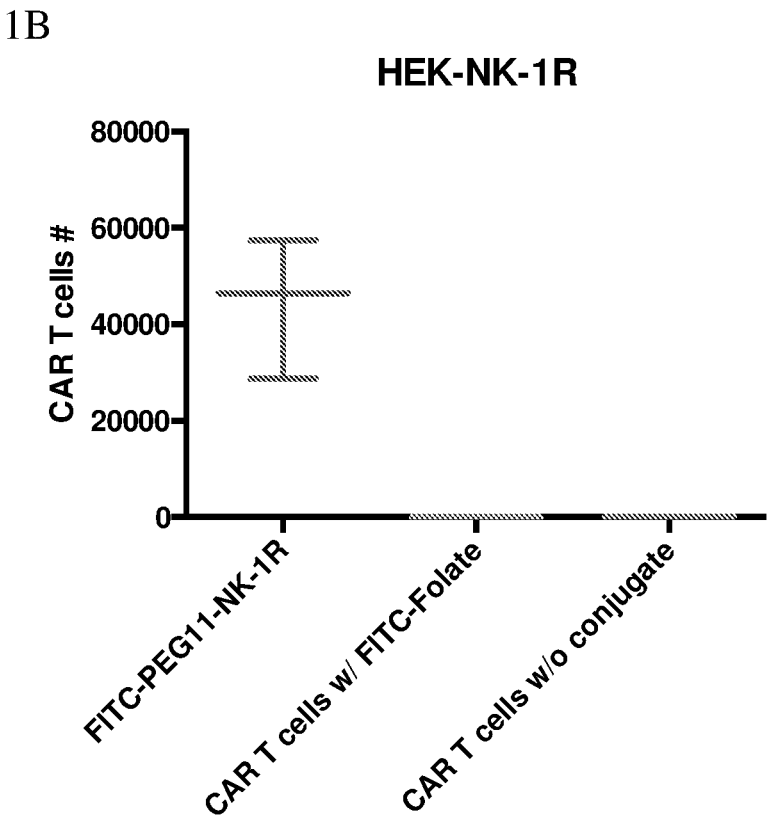 1B
HEK-NK-1R
CAR T cells #
80000
60000
40000
20000
0
FITC-PEG11-NK-1R
CAR T cells w/ FITC-Folate
CAR T cells w/o conjugate